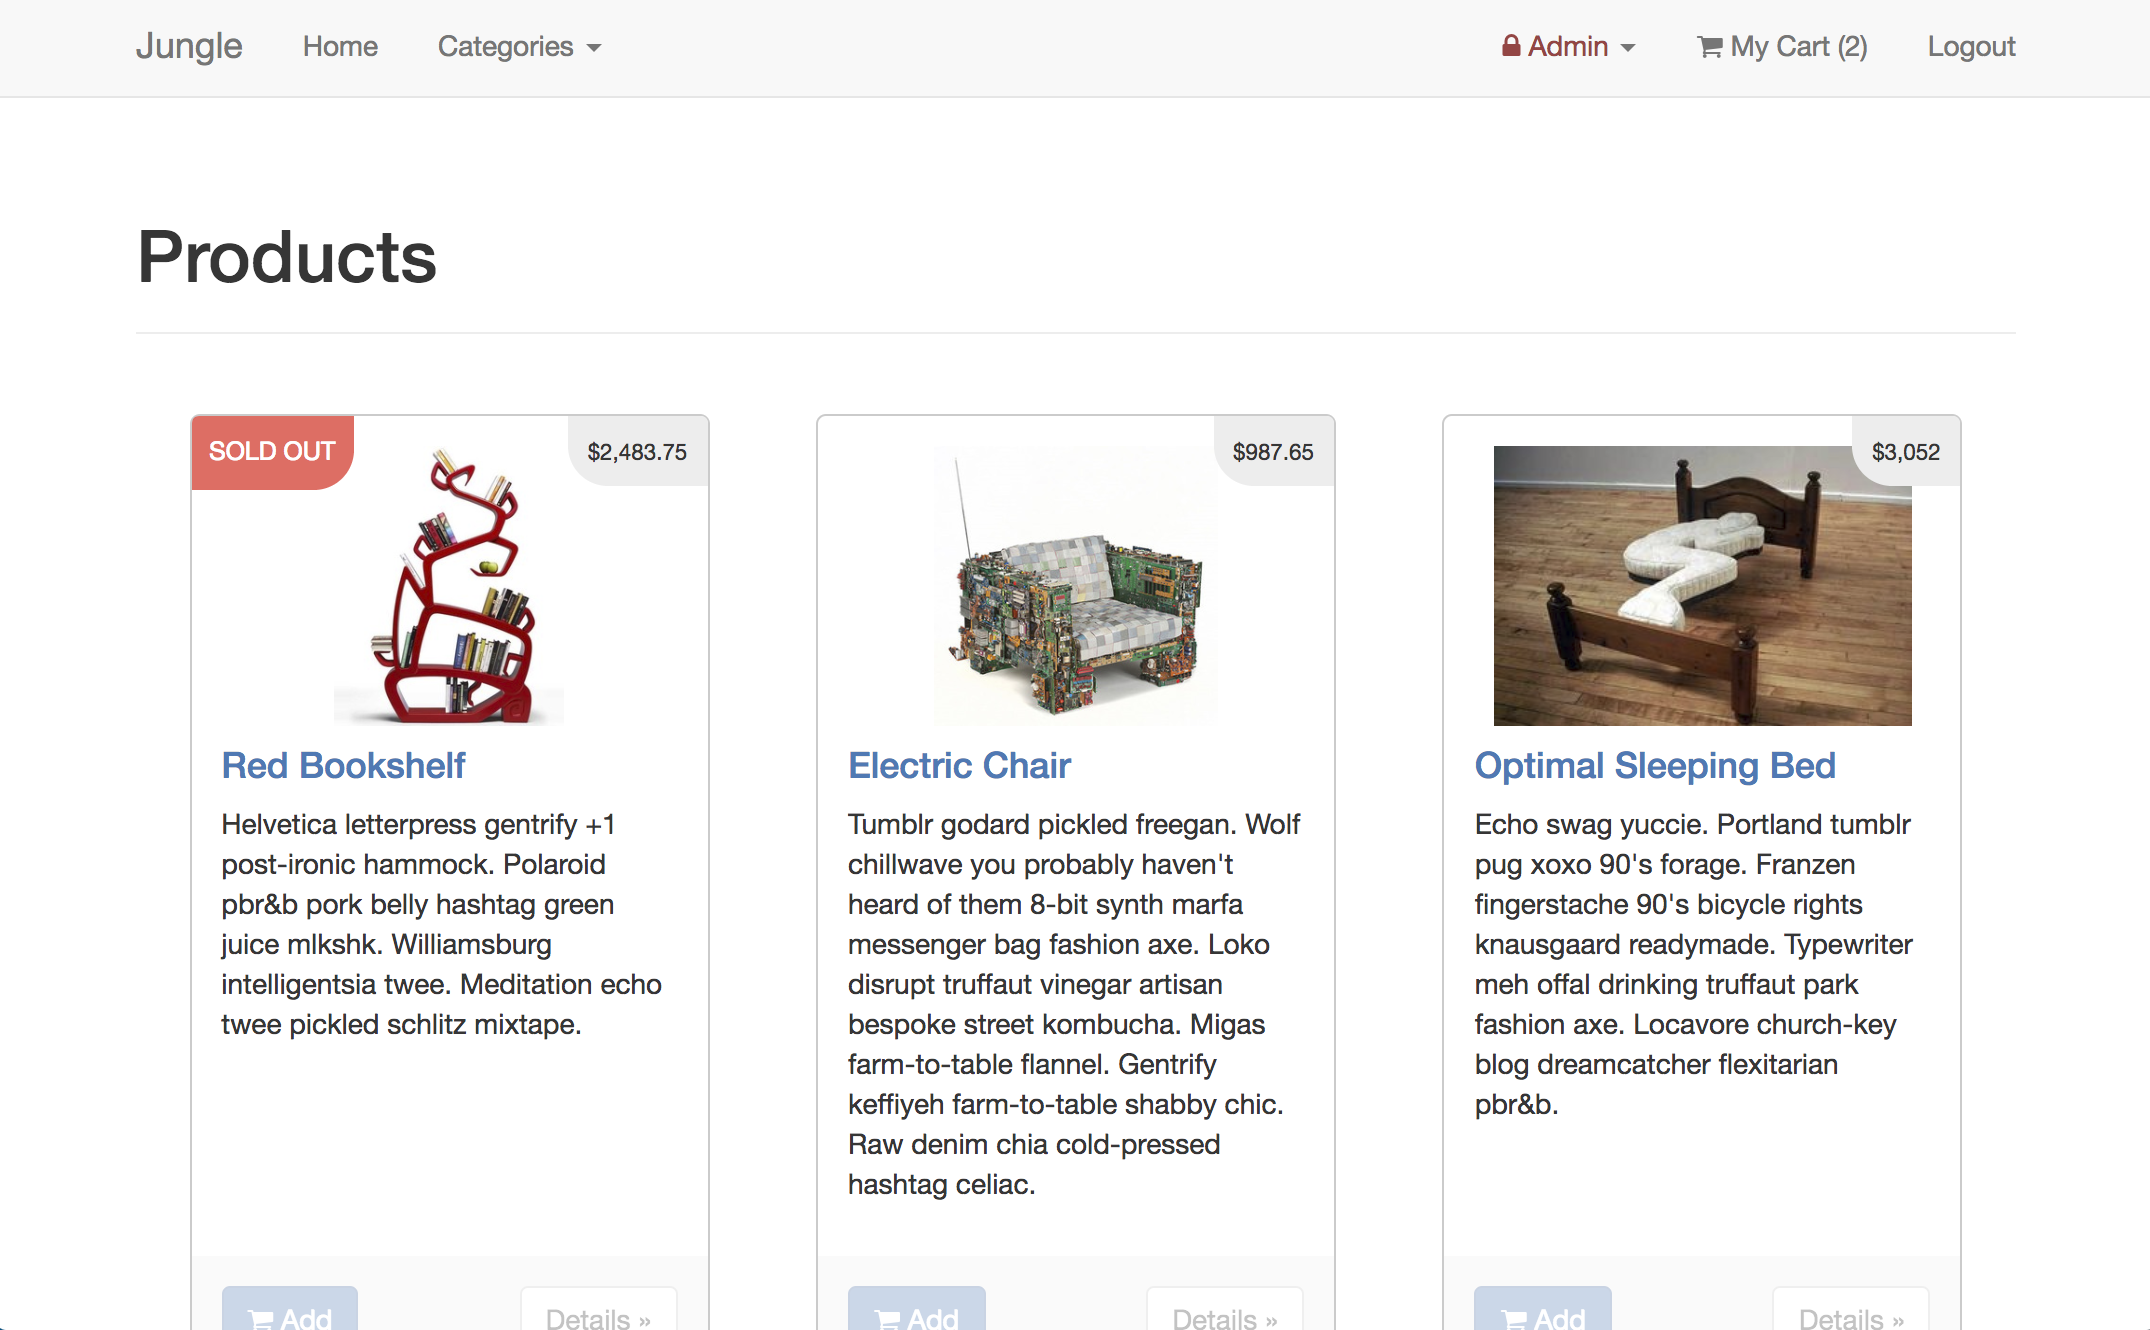 Jungle Home Categories Admin My Cart (2) Logout
Products
SOLD OUT $2,483.75
Red Bookshelf
Helvetica letterpress gentrify +1
post-ironic hammock. Polaroid
pbr&b pork belly hashtag green
juice mlkshk. Williamsburg
intelligentsia twee. Meditation echo
twee pickled schlitz mixtape.
Add Details »
$987.65
Electric Chair
Tumblr godard pickled freegan. Wolf
chillwave you probably haven't
heard of them 8-bit synth marfa
messenger bag fashion axe. Loko
disrupt truffaut vinegar artisan
bespoke street kombucha. Migas
farm-to-table flannel. Gentrify
keffiyeh farm-to-table shabby chic.
Raw denim chia cold-pressed
hashtag celiac.
Add Details »
$3,052
Optimal Sleeping Bed
Echo swag yuccie. Portland tumblr
pug xoxo 90's forage. Franzen
fingerstache 90's bicycle rights
knausgaard readymade. Typewriter
meh offal drinking truffaut park
fashion axe. Locavore church-key
blog dreamcatcher flexitarian
pbr&b.
Add Details »